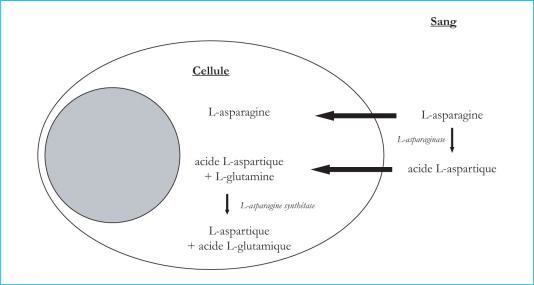 Sang
Cellule
L-asparagine
L-asparagine
L-asparaginase
acide L-aspartique
+ L-glutamine
acide L-aspartique
L-asparagine synthétase
L-aspartique
+ acide L-glutamique